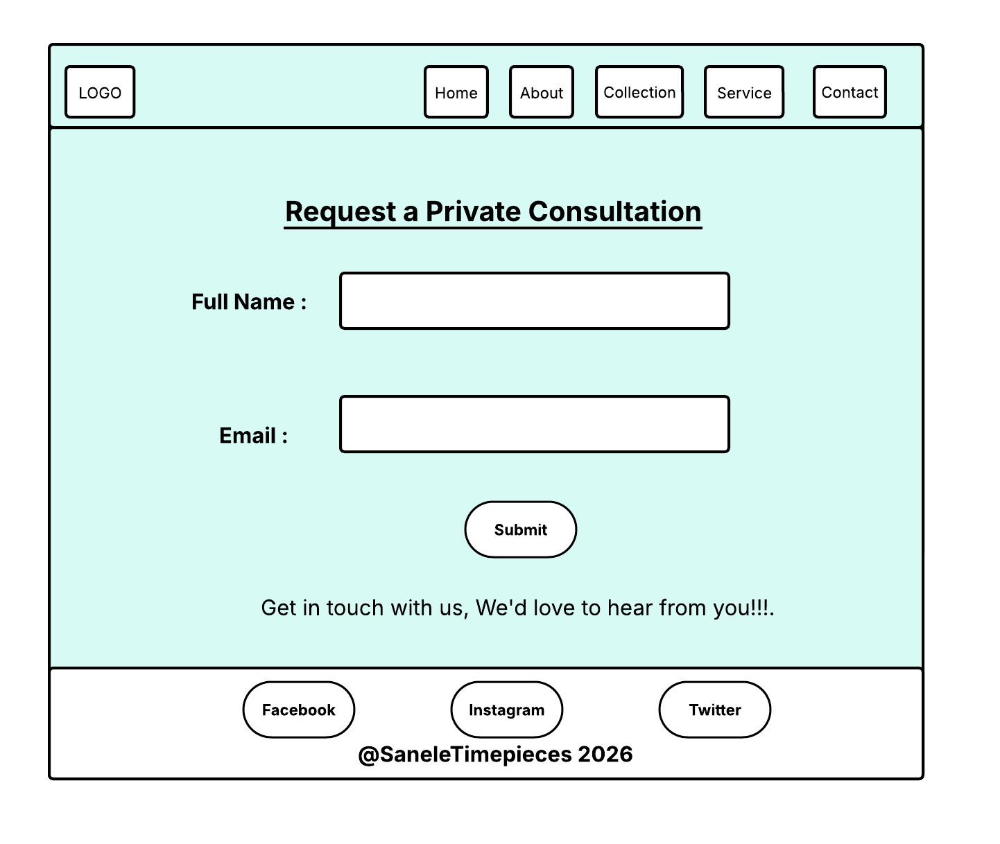 LOGO Home About Collection Service Contact
Request a Private Consultation
Full Name :
Email :
Submit
Get in touch with us, We'd love to hear from you!!!.
Facebook Instagram Twitter
@SaneleTimepieces 2026